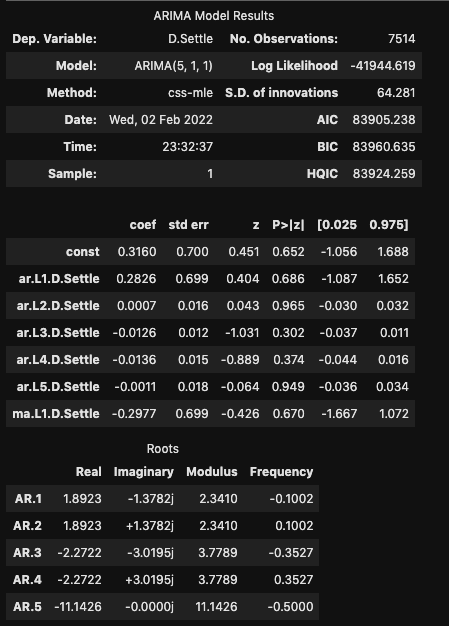 ARIMA Model Results
Dep. Variable: D.Settle No. Observations: 7514
Model: ARIMA(5, 1, 1) Log Likelihood -41944.619
Method: css-mle S.D. of innovations 64.281
Date: Wed, 02 Feb 2022 AIC 83905.238
Time: 23:32:37 BIC 83960.635
Sample: 1 HQIC 83924.259
coef std err z P>|z| [0.025 0.975]
const 0.3160 0.700 0.451 0.652 -1.056 1.688
ar.L1.D.Settle 0.2826 0.699 0.404 0.686 -1.087 1.652
ar.L2.D.Settle 0.0007 0.016 0.043 0.965 -0.030 0.032
ar.L3.D.Settle -0.0126 0.012 -1.031 0.302 -0.037 0.011
ar.L4.D.Settle -0.0136 0.015 -0.889 0.374 -0.044 0.016
ar.L5.D.Settle -0.0011 0.018 -0.064 0.949 -0.036 0.034
ma.L1.D.Settle -0.2977 0.699 -0.426 0.670 -1.667 1.072
Roots
Real Imaginary Modulus Frequency
AR.1 1.8923 -1.3782j 2.3410 -0.1002
AR.2 1.8923 +1.3782j 2.3410 0.1002
AR.3 -2.2722 -3.0195j 3.7789 -0.3527
AR.4 -2.2722 +3.0195j 3.7789 0.3527
AR.5 -11.1426 -0.0000j 11.1426 -0.5000